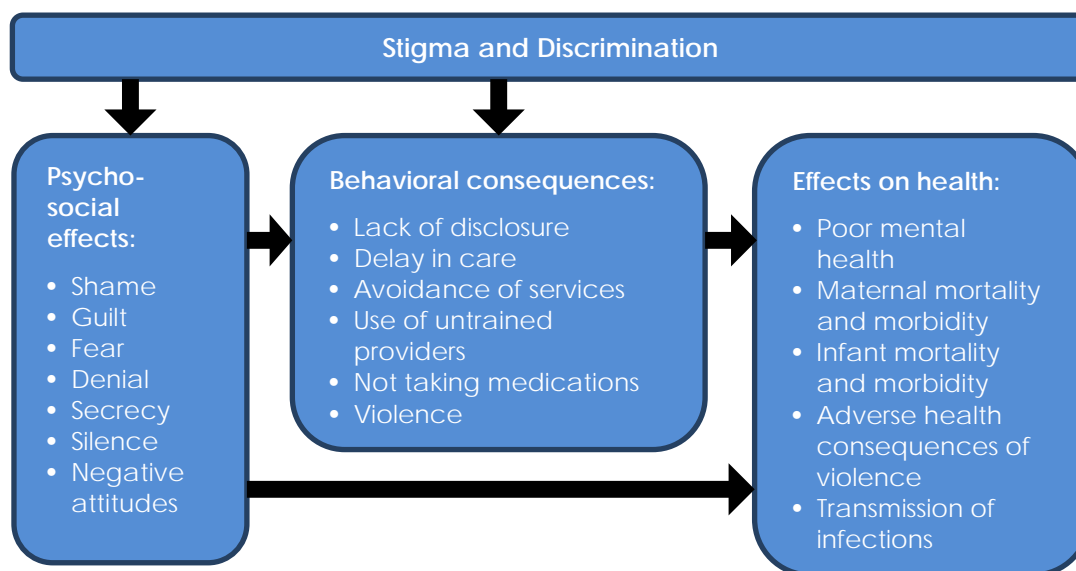 Stigma and Discrimination
Psycho-
social
effects:
• Shame
• Guilt
• Fear
• Denial
• Secrecy
• Silence
• Negative
attitudes
Behavioral consequences:
• Lack of disclosure
• Delay in care
• Avoidance of services
• Use of untrained
providers
• Not taking medications
• Violence
Effects on health:
• Poor mental
health
• Maternal mortality
and morbidity
• Infant mortality
and morbidity
• Adverse health
consequences of
violence
• Transmission of
infections